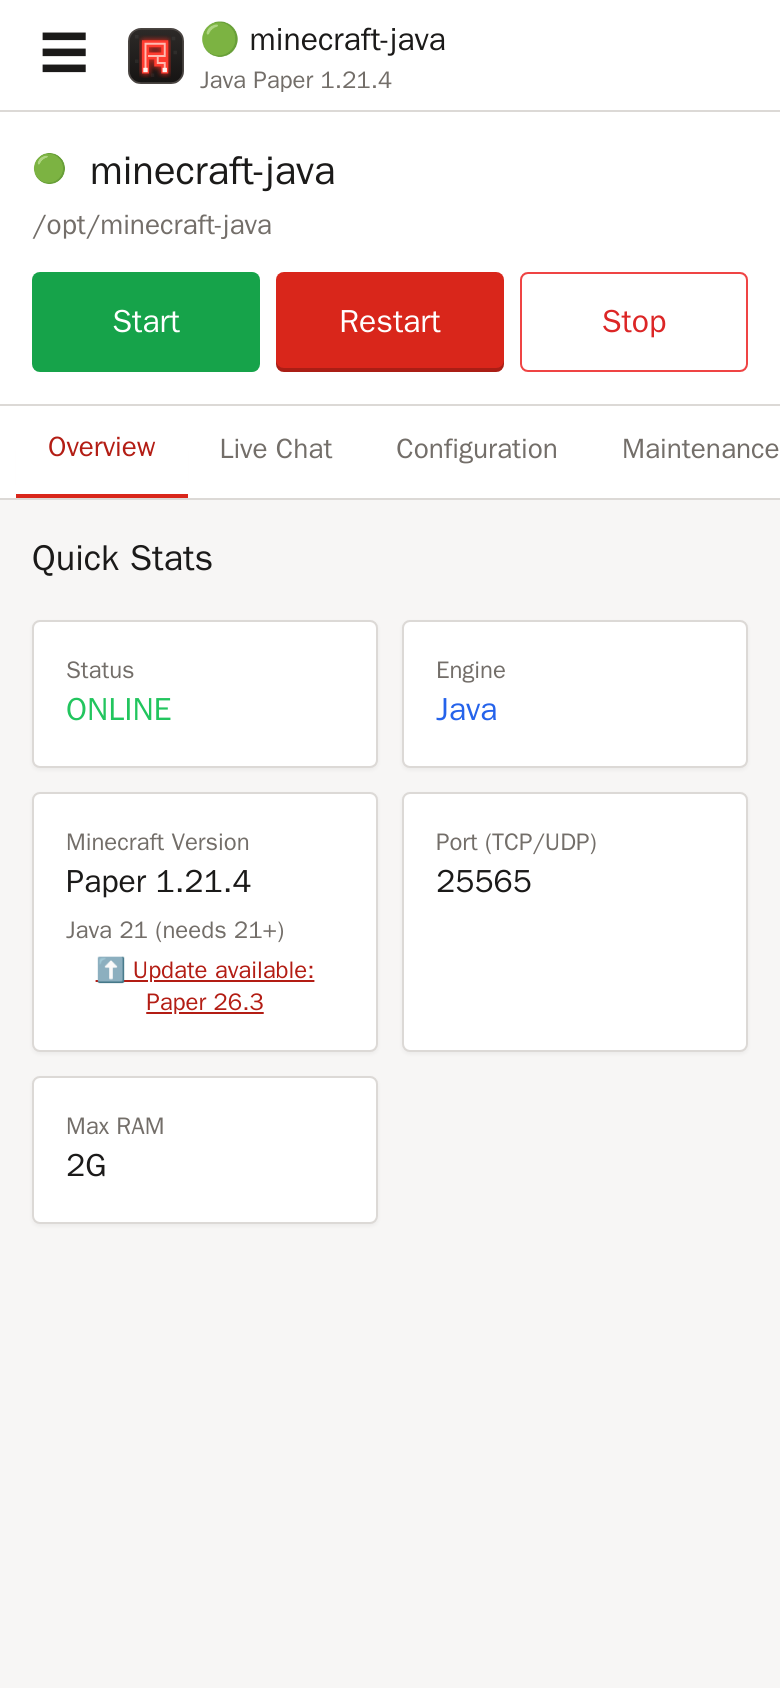 minecraft-java
Java Paper 1.21.4
minecraft-java
/opt/minecraft-java
Start
Restart
Stop
Overview
Live Chat
Configuration
Maintenance
Quick Stats
Status
ONLINE
Engine
Java
Minecraft Version
Paper 1.21.4
Java 21 (needs 21+)
⬆️ Update available:
Paper 26.3
Port (TCP/UDP)
25565
Max RAM
2G